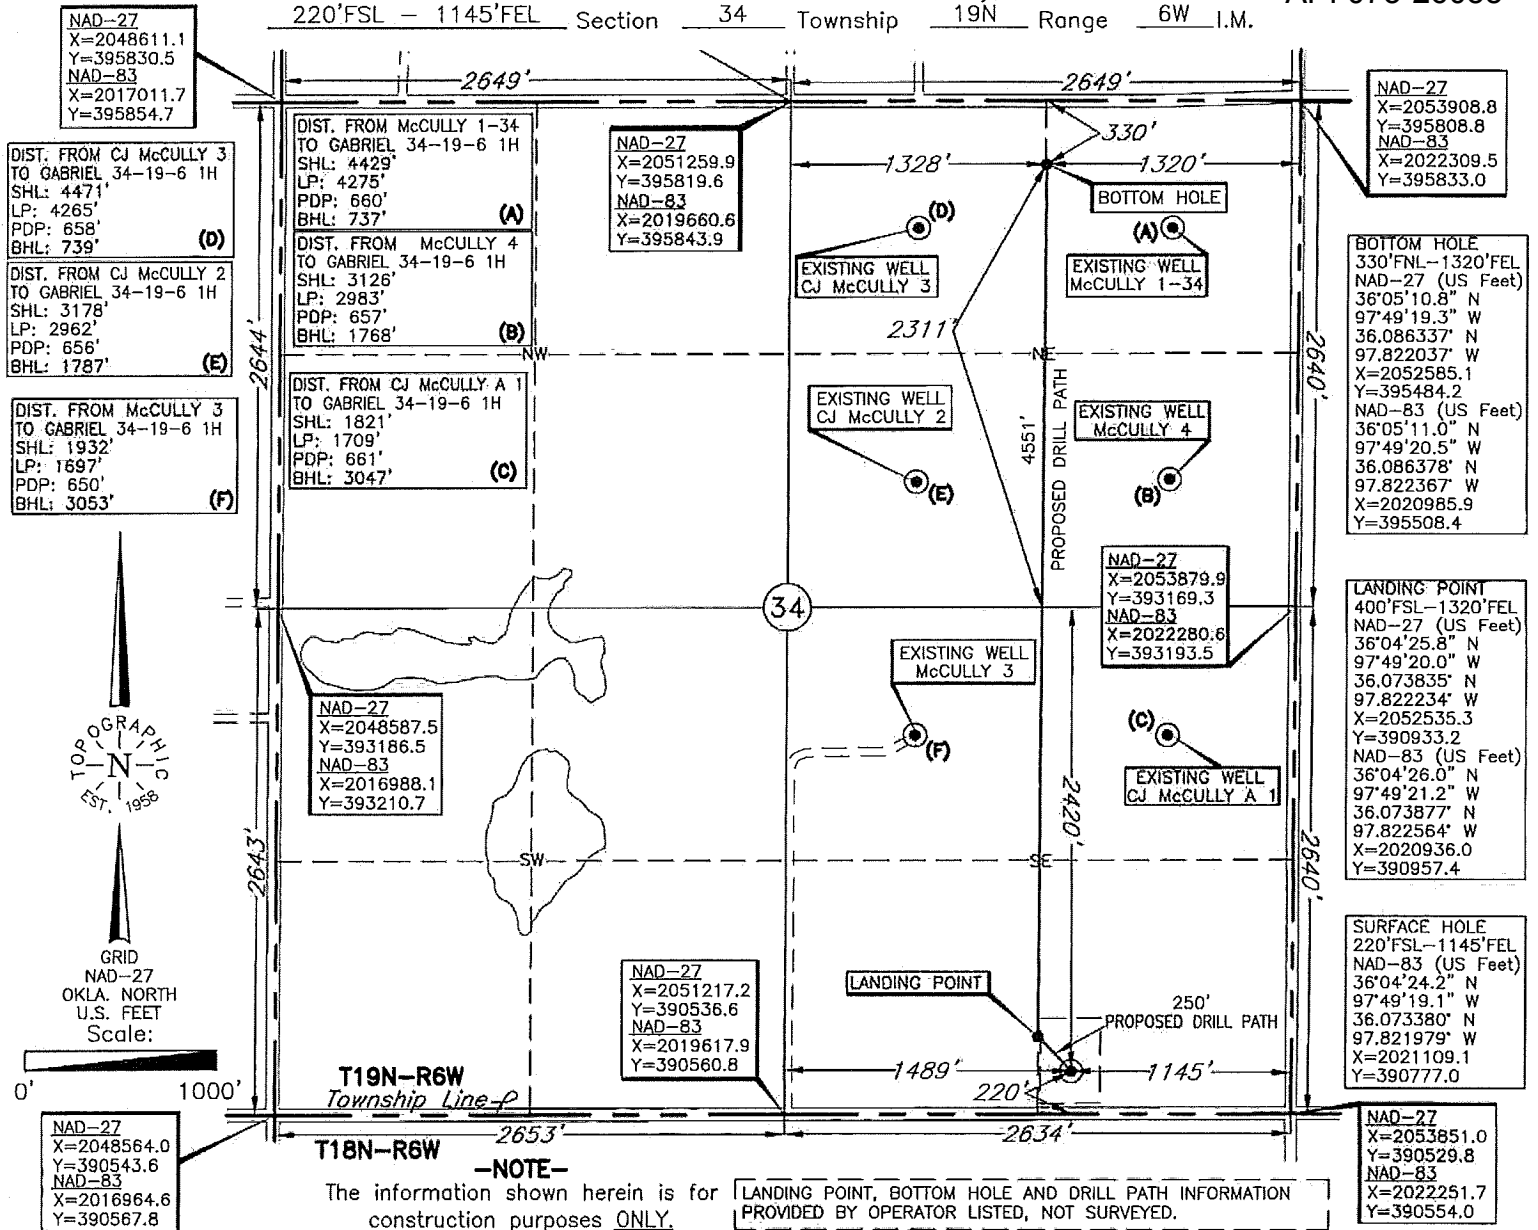 220'FSL – 1145'FEL Section 34 Township 19N Range 6W I.M.
NAD-27
X=2048611.1
Y=395830.5
NAD-83
X=2017011.7
Y=395854.7
2649'
2649'
NAD-27
X=2053908.8
Y=395808.8
NAD-83
X=2022309.5
Y=395833.0
DIST. FROM CJ McCULLY 3
TO GABRIEL 34-19-6 1H
SHL: 4471'
LP: 4265'
PDP: 658'
BHL: 739' (D)
DIST. FROM McCULLY 1-34
TO GABRIEL 34-19-6 1H
SHL: 4429'
LP: 4275'
PDP: 660'
BHL: 737' (A)
NAD-27
X=2051259.9
Y=395819.6
NAD-83
X=2019660.6
Y=395843.9
330'
1328'
1320'
BOTTOM HOLE
(D)
(A)
EXISTING WELL
CJ McCULLY 3
EXISTING WELL
McCULLY 1-34
DIST. FROM CJ McCULLY 2
TO GABRIEL 34-19-6 1H
SHL: 3178'
LP: 2962'
PDP: 656'
BHL: 1787' (E)
DIST. FROM McCULLY 4
TO GABRIEL 34-19-6 1H
SHL: 3126'
LP: 2983'
PDP: 657'
BHL: 1768' (B)
BOTTOM HOLE
330'FNL-1320'FEL
NAD-27 (US Feet)
36°05'10.8" N
97°49'19.3" W
36.086337° N
97.822037° W
X=2052585.1
Y=395484.2
NAD-83 (US Feet)
36°05'11.0" N
97°49'20.5" W
36.086378° N
97.822367° W
X=2020985.9
Y=395508.4
2311'
2644'
NW
NE
2640'
DIST. FROM McCULLY 3
TO GABRIEL 34-19-6 1H
SHL: 1932'
LP: 1697'
PDP: 650'
BHL: 3053' (F)
DIST. FROM CJ McCULLY A 1
TO GABRIEL 34-19-6 1H
SHL: 1821'
LP: 1709'
PDP: 661'
BHL: 3047' (C)
EXISTING WELL
CJ McCULLY 2
EXISTING WELL
McCULLY 4
4551'
PROPOSED DRILL PATH
(E)
(B)
NAD-27
X=2053879.9
Y=393169.3
NAD-83
X=2022280.6
Y=393193.5
34
LANDING POINT
400'FSL-1320'FEL
NAD-27 (US Feet)
36°04'25.8" N
97°49'20.0" W
36.073835° N
97.822234° W
X=2052535.3
Y=390933.2
NAD-83 (US Feet)
36°04'26.0" N
97°49'21.2" W
36.073877° N
97.822564° W
X=2020936.0
Y=390957.4
EXISTING WELL
McCULLY 3
NAD-27
X=2048587.5
Y=393186.5
NAD-83
X=2016988.1
Y=393210.7
(F)
(C)
EXISTING WELL
CJ McCULLY A 1
TOPOGRAPHIC
N
EST. 1958
2420'
2643'
SW
SE
2640'
SURFACE HOLE
220'FSL-1145'FEL
NAD-83 (US Feet)
36°04'24.2" N
97°49'19.1" W
36.073380° N
97.821979° W
X=2021109.1
Y=390777.0
GRID
NAD-27
OKLA. NORTH
U.S. FEET
Scale:
0' 1000'
NAD-27
X=2051217.2
Y=390536.6
NAD-83
X=2019617.9
Y=390560.8
LANDING POINT
250'
PROPOSED DRILL PATH
1489'
1145'
220'
T19N-R6W
Township Line
T18N-R6W
2653'
2634'
NAD-27
X=2048564.0
Y=390543.6
NAD-83
X=2016964.6
Y=390567.8
NAD-27
X=2053851.0
Y=390529.8
NAD-83
X=2022251.7
Y=390554.0
-NOTE-
The information shown herein is for
construction purposes ONLY.
LANDING POINT, BOTTOM HOLE AND DRILL PATH INFORMATION
PROVIDED BY OPERATOR LISTED, NOT SURVEYED.